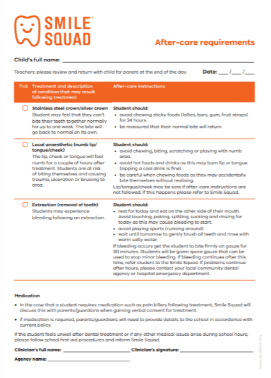 SMILE
SQUAD
After-care requirements
Child's full name:
Teachers: please review and return with child for parent at the end of the day.
Date: __ / __ / __
Tick
Treatment and description of condition that may result following treatment
After-care instructions
Stainless steel crown/silver crown
Student may feel that they can't bite their teeth together normally for up to one week. The bite will go back to normal on its own.
Student should:
• avoid chewing sticky foods (lollies, bars, gum, fruit straps) for 24 hours.
• be reassured that their normal bite will return.
Local anaesthetic (numb lip/tongue/cheek)
The lip, cheek, or tongue will feel numb for a couple of hours after treatment. Students are at risk of biting themselves and causing trauma, ulceration or bruising to area.
Student should:
• avoid chewing, biting, scratching or playing with numb area.
• avoid hot foods and drinks as this may burn lip or tongue (suggest a cool drink is fine).
• be careful when chewing foods as they may accidentally bite themselves without realising.
Lip/tongue/cheek may be sore if after care instructions are not followed. If this happens please refer to Smile Squad.
Extraction (removal of tooth)
Students may experience bleeding following an extraction.
Student should:
• rest for today and eat on the other side of their mouth. Avoid touching, poking, spitting, sucking and rinsing for today as this may cause bleeding to start.
• avoid playing sports (running around)
• wait until tomorrow to gently brush all teeth and rinse with warm salty water.
If bleeding occurs get the student to bite firmly on gauze for 20 minutes. Students will be given spare gauze that can be used to stop minor bleeding. If bleeding continues after this time, refer student to the Smile Squad. If problems continue after hours, please contact your local community dental agency or hospital emergency department.
Medication
• In the case that a student requires medication such as pain killers following treatment, Smile Squad will discuss this with parents/guardians when gaining verbal consent for treatment.
• If medication is required, parents/guardians will need to provide details to the school in accordance with current policy.
If the student feels unwell after dental treatment or if any other medical issues arise during school hours, please follow school first aid procedures and inform Smile Squad.
Clinician's full name:
Clinician's signature:
Agency name: